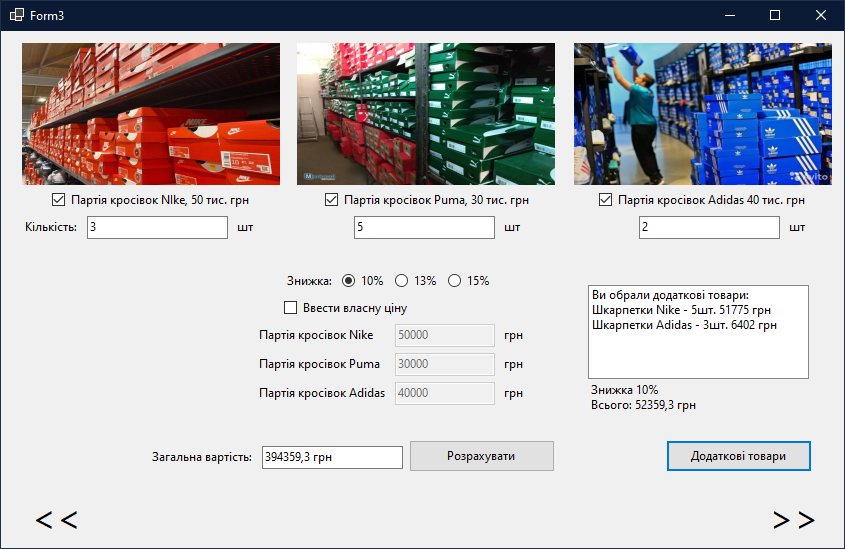 Form3
NIKE
Партія кросівок NIke, 50 тис. грн
Партія кросівок Puma, 30 тис. грн
Партія кросівок Adidas 40 тис. грн
Кількість: 3 шт
5 шт
2 шт
Знижка: 10% 13% 15%
Ввести власну ціну
Партія кросівок Nike 50000 грн
Партія кросівок Puma 30000 грн
Партія кросівок Adidas 40000 грн
Ви обрали додаткові товари:
Шкарпетки Nike - 5шт. 51775 грн
Шкарпетки Adidas - 3шт. 6402 грн
Знижка 10%
Всього: 52359,3 грн
Загальна вартість: 394359,3 грн
Розрахувати
Додаткові товари
<< >>